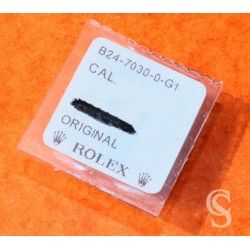 B24-7030-0-G1
CAL.
ORIGINAL
ROLEX
S